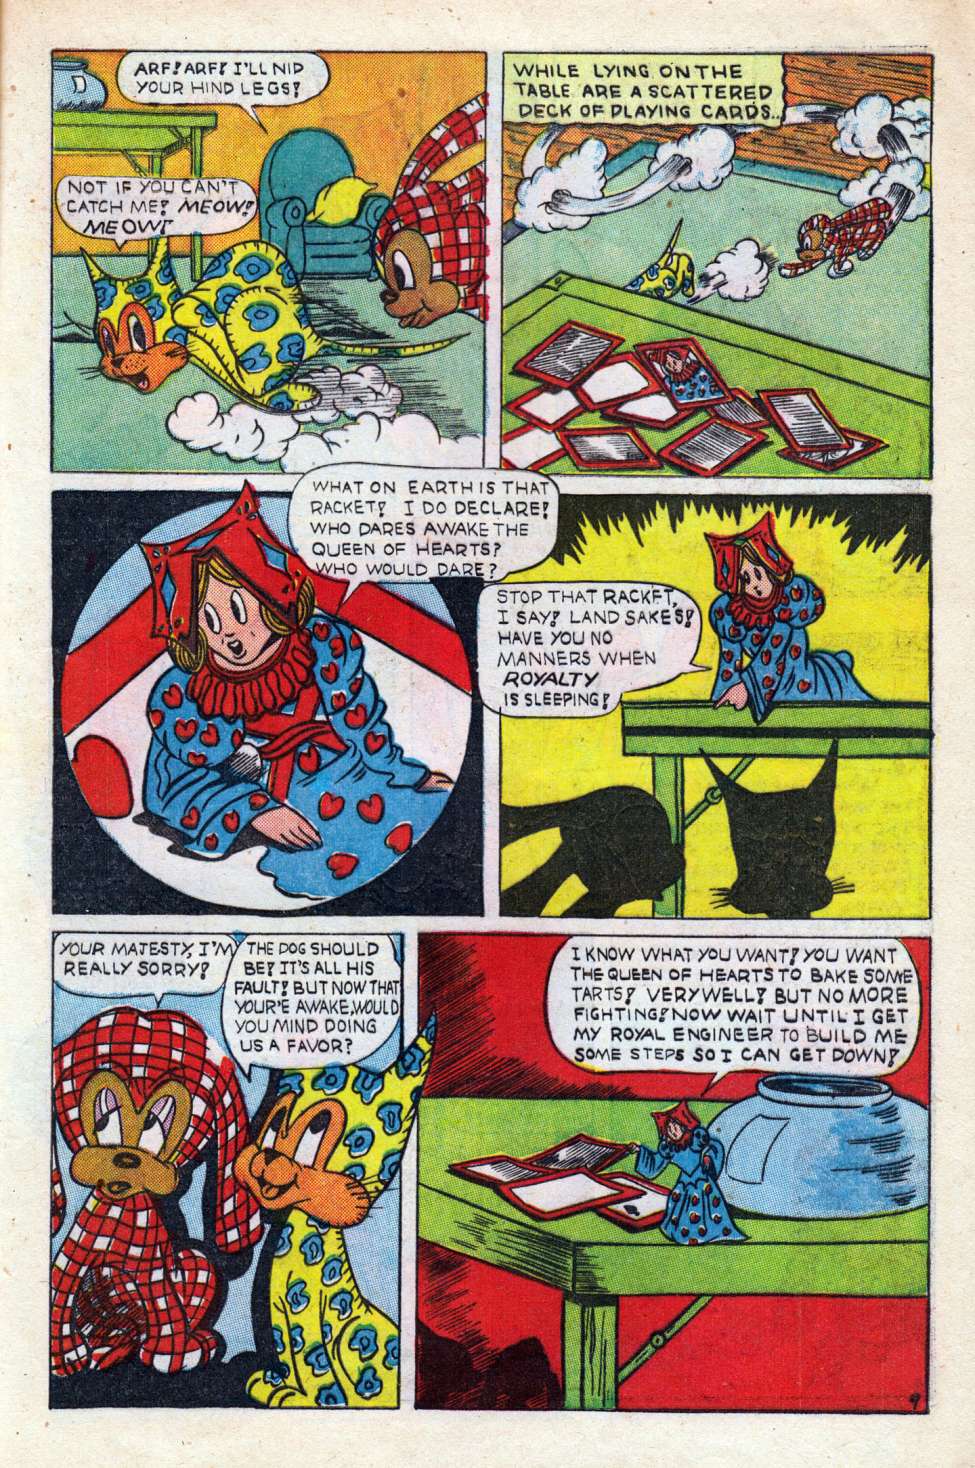 ARF! ARF! I'LL NIP
YOUR HIND LEGS!
NOT IF YOU CAN'T
CATCH ME! MEOW!
MEOW!
WHILE LYING ON THE
TABLE ARE A SCATTERED
DECK OF PLAYING CARDS...
WHAT ON EARTH IS THAT
RACKET! I DO DECLARE!
WHO DARES AWAKE THE
QUEEN OF HEARTS?
WHO WOULD DARE?
STOP THAT RACKET,
I SAY! LAND SAKES!
HAVE YOU NO
MANNERS WHEN
ROYALTY
IS SLEEPING!
YOUR MAJESTY, I'M
REALLY SORRY!
THE DOG SHOULD
BE! IT'S ALL HIS
FAULT! BUT NOW THAT
YOUR'E AWAKE, WOULD
YOU MIND DOING
US A FAVOR?
I KNOW WHAT YOU WANT! YOU WANT
THE QUEEN OF HEARTS TO BAKE SOME
TARTS! VERY WELL! BUT NO MORE
FIGHTING! NOW WAIT UNTIL I GET
MY ROYAL ENGINEER TO BUILD ME
SOME STEPS SO I CAN GET DOWN!
9